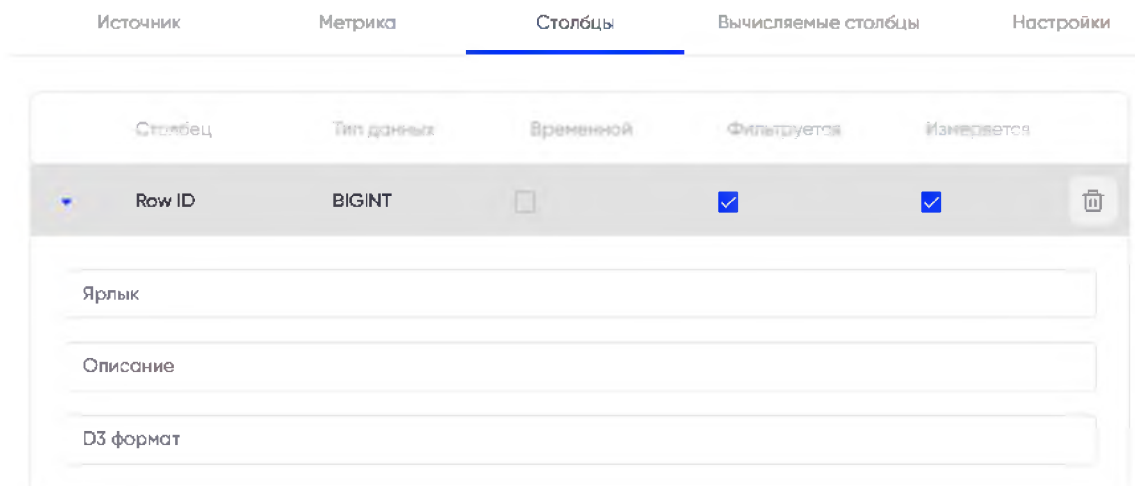 Источник Метрика Столбцы Вычисляемые столбцы Настройки
Столбец Тип данных Временной Фильтруется Измеряется
Row ID BIGINT
Ярлык
Описание
D3 формат